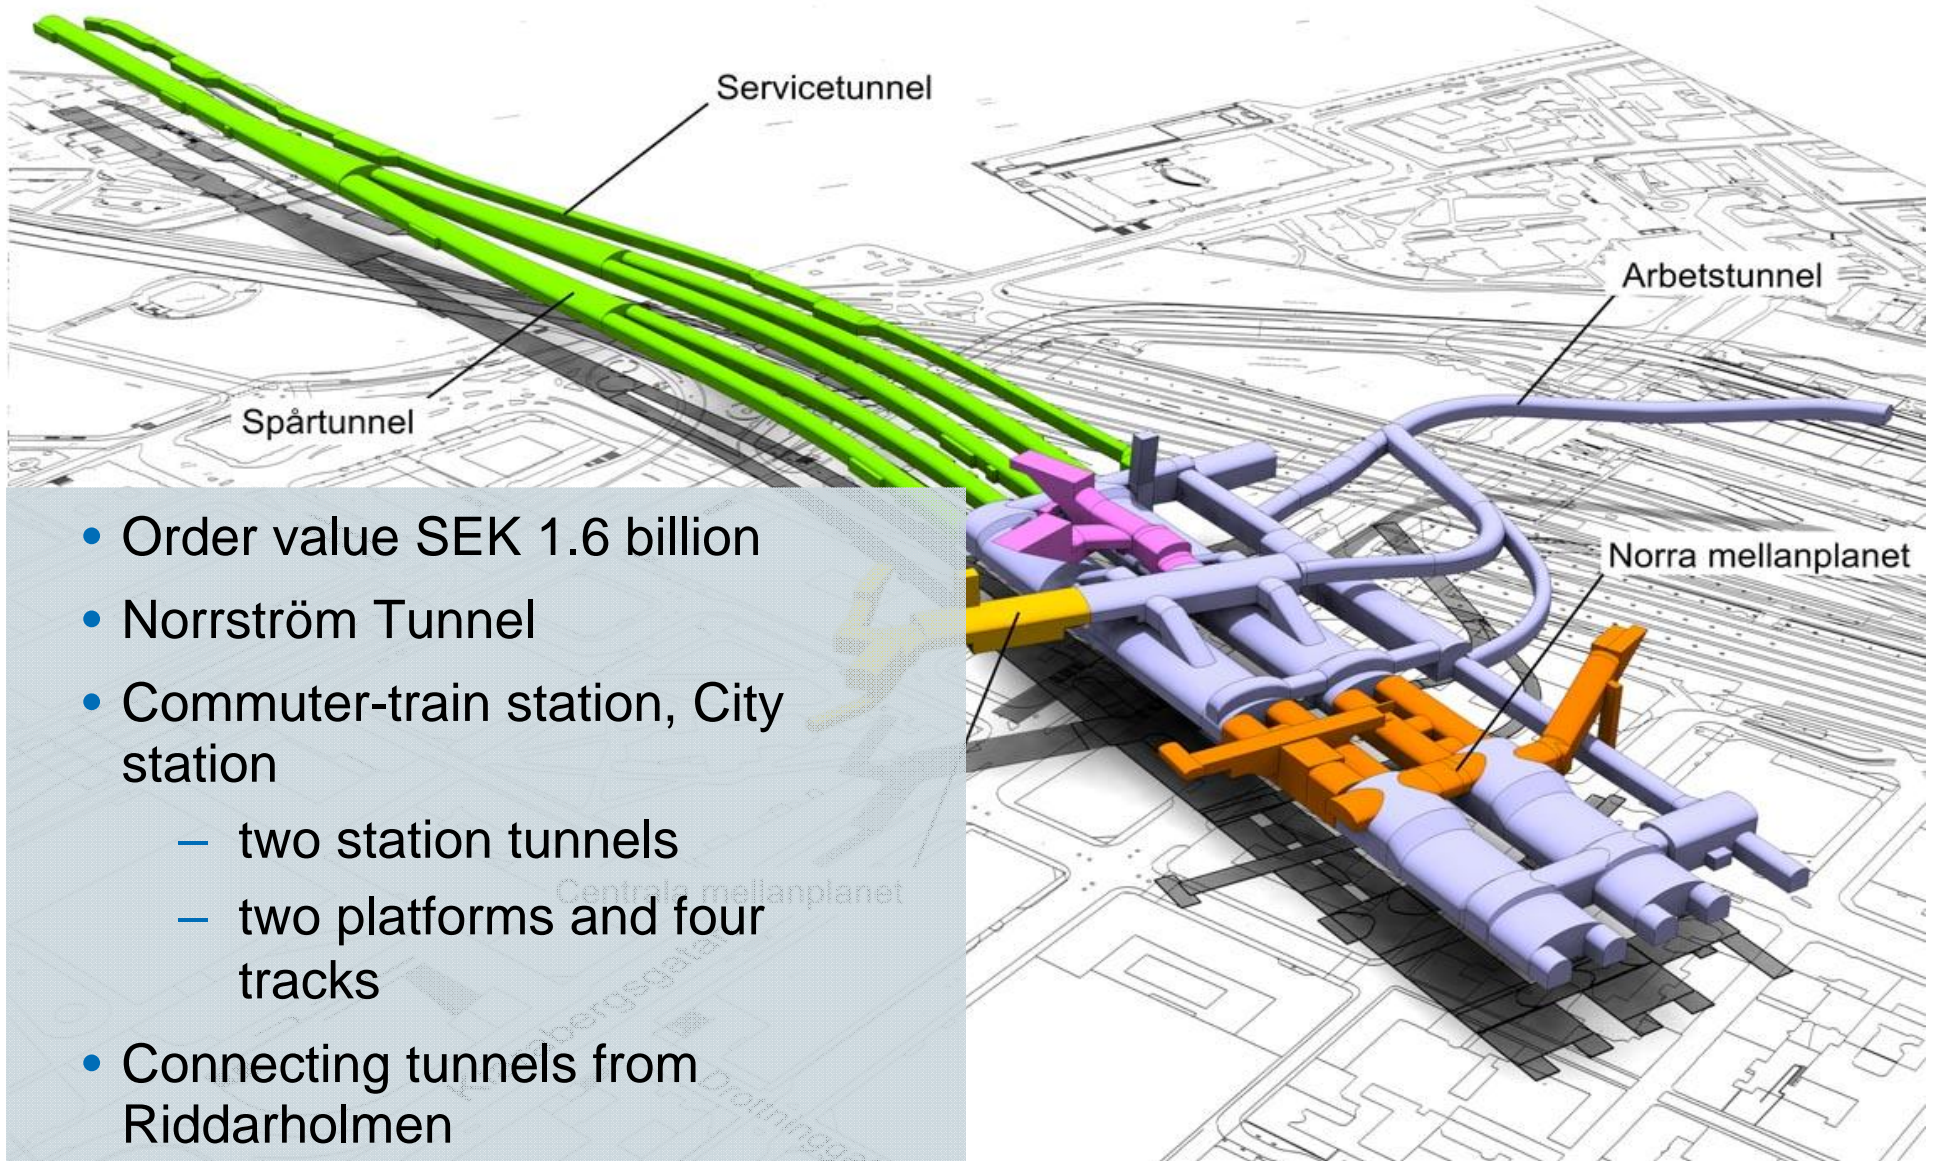 Servicetunnel
Arbetstunnel
Spårtunnel
Norra mellanplanet
• Order value SEK 1.6 billion
• Norrström Tunnel
• Commuter-train station, City
station
– two station tunnels
Centrala mellanplanet
– two platforms and four
tracks
• Connecting tunnels from
Riddarholmen